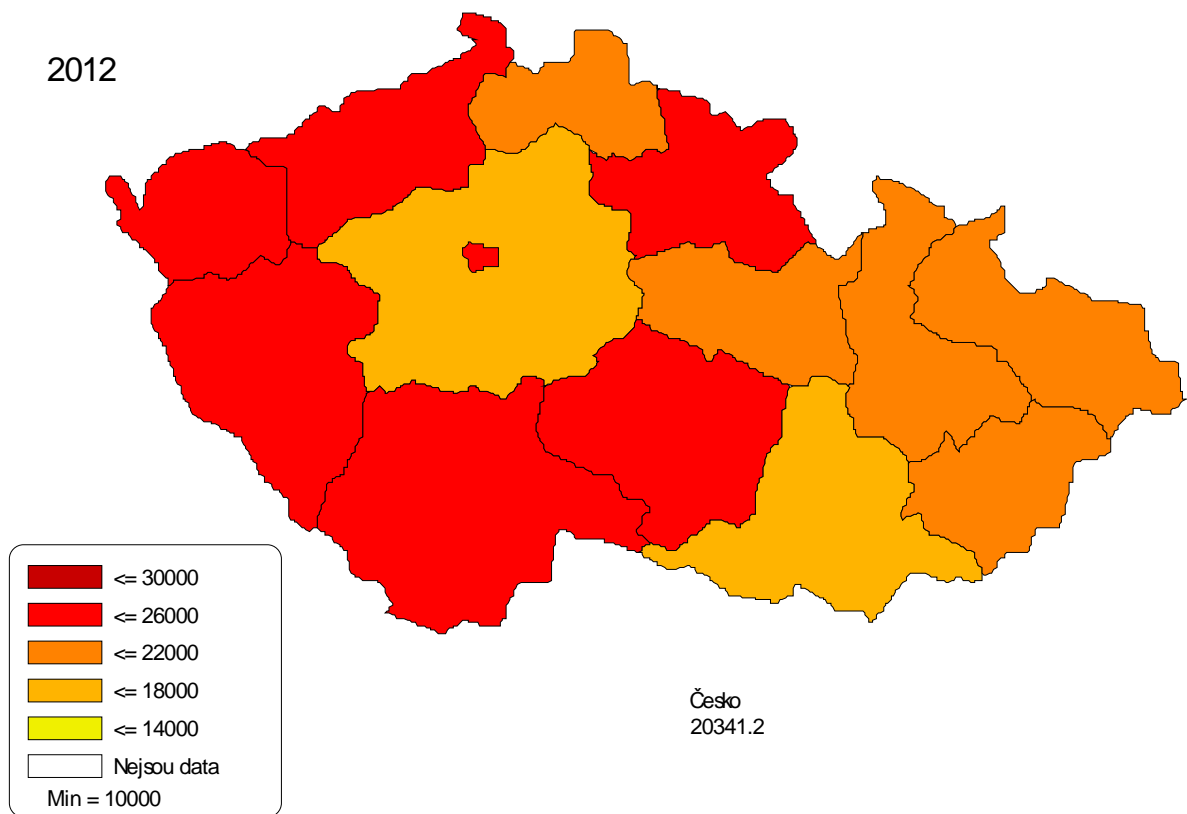 2012
<= 30000
<= 26000
<= 22000
<= 18000
<= 14000
Nejsou data
Min = 10000
Česko
20341.2